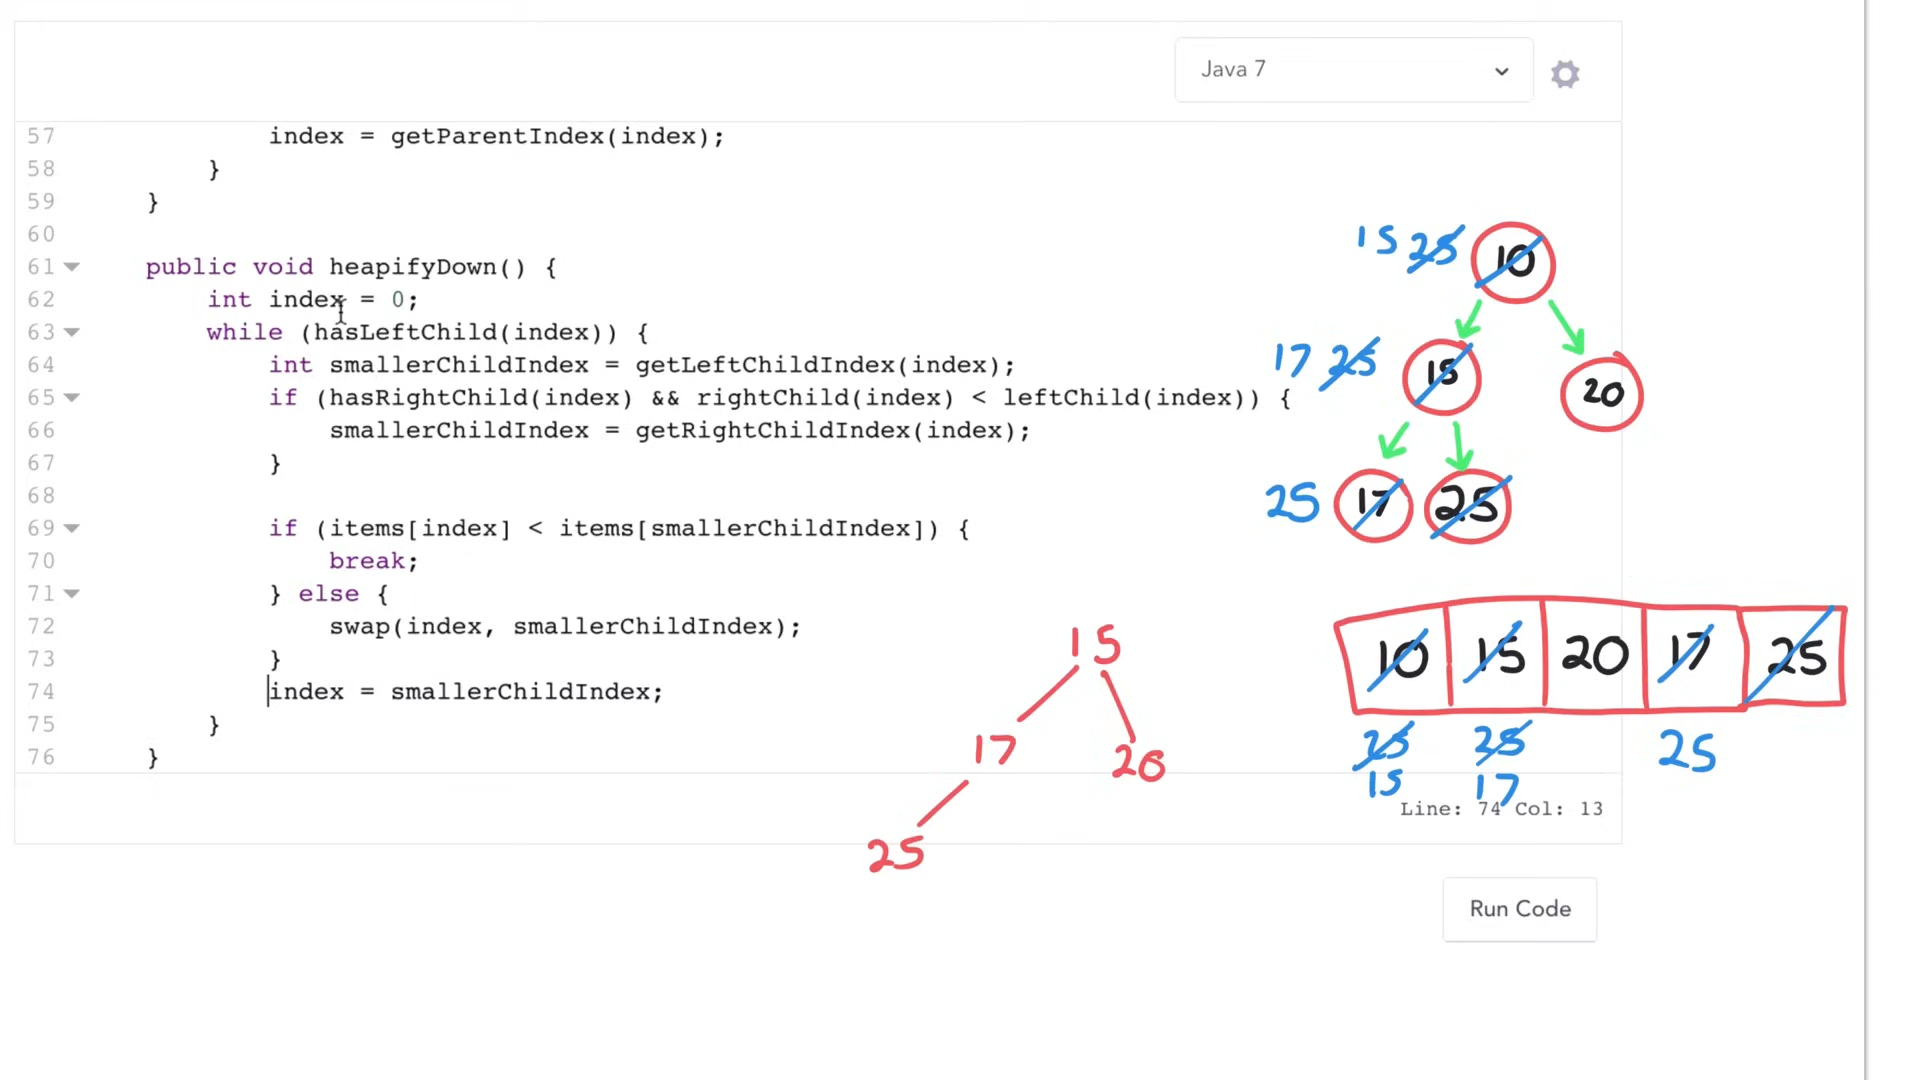 Java 7
57 index = getParentIndex(index);
58 }
59 }
60
61 public void heapifyDown() {
62 int index = 0;
63 while (hasLeftChild(index)) {
64 int smallerChildIndex = getLeftChildIndex(index);
65 if (hasRightChild(index) && rightChild(index) < leftChild(index)) {
66 smallerChildIndex = getRightChildIndex(index);
67 }
68
69 if (items[index] < items[smallerChildIndex]) {
70 break;
71 } else {
72 swap(index, smallerChildIndex);
73 }
74 index = smallerChildIndex;
75 }
76 }
15 25 10
17 25 15 20
25 17 25
10 15 20 17 25
25 25 25
15 17
15
17 20
25
Line: 74 Col: 13
Run Code